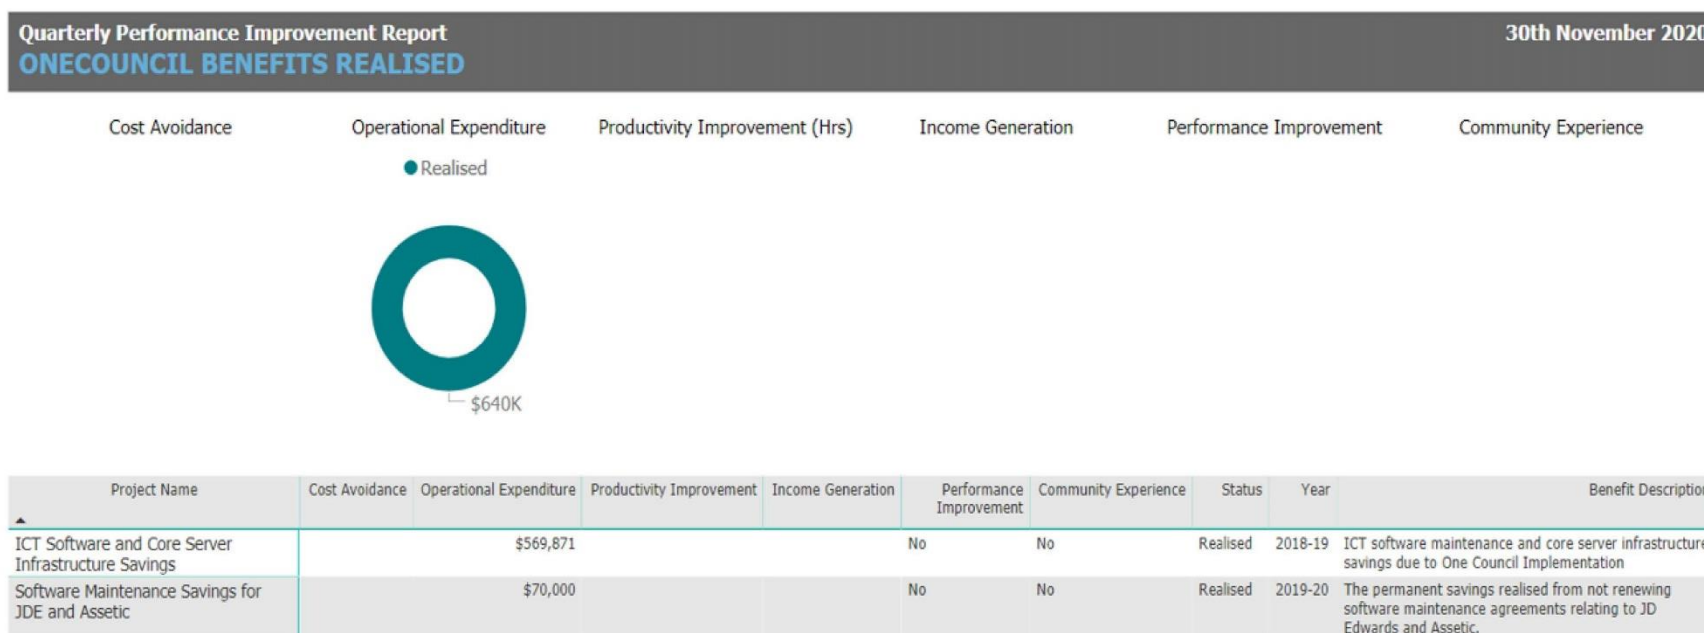 Quarterly Performance Improvement Report
30th November 2020
ONECOUNCIL BENEFITS REALISED
Cost Avoidance
Operational Expenditure
Productivity Improvement (Hrs)
Income Generation
Performance Improvement
Community Experience
Realised
$640K
Project Name
Cost Avoidance
Operational Expenditure
Productivity Improvement
Income Generation
Performance
Improvement
Community Experience
Status
Year
Benefit Description
ICT Software and Core Server
Infrastructure Savings
$569,871
No
No
Realised
2018-19
ICT software maintenance and core server infrastructure
savings due to One Council Implementation
Software Maintenance Savings for
JDE and Assetic
$70,000
No
No
Realised
2019-20
The permanent savings realised from not renewing
software maintenance agreements relating to JD
Edwards and Assetic.